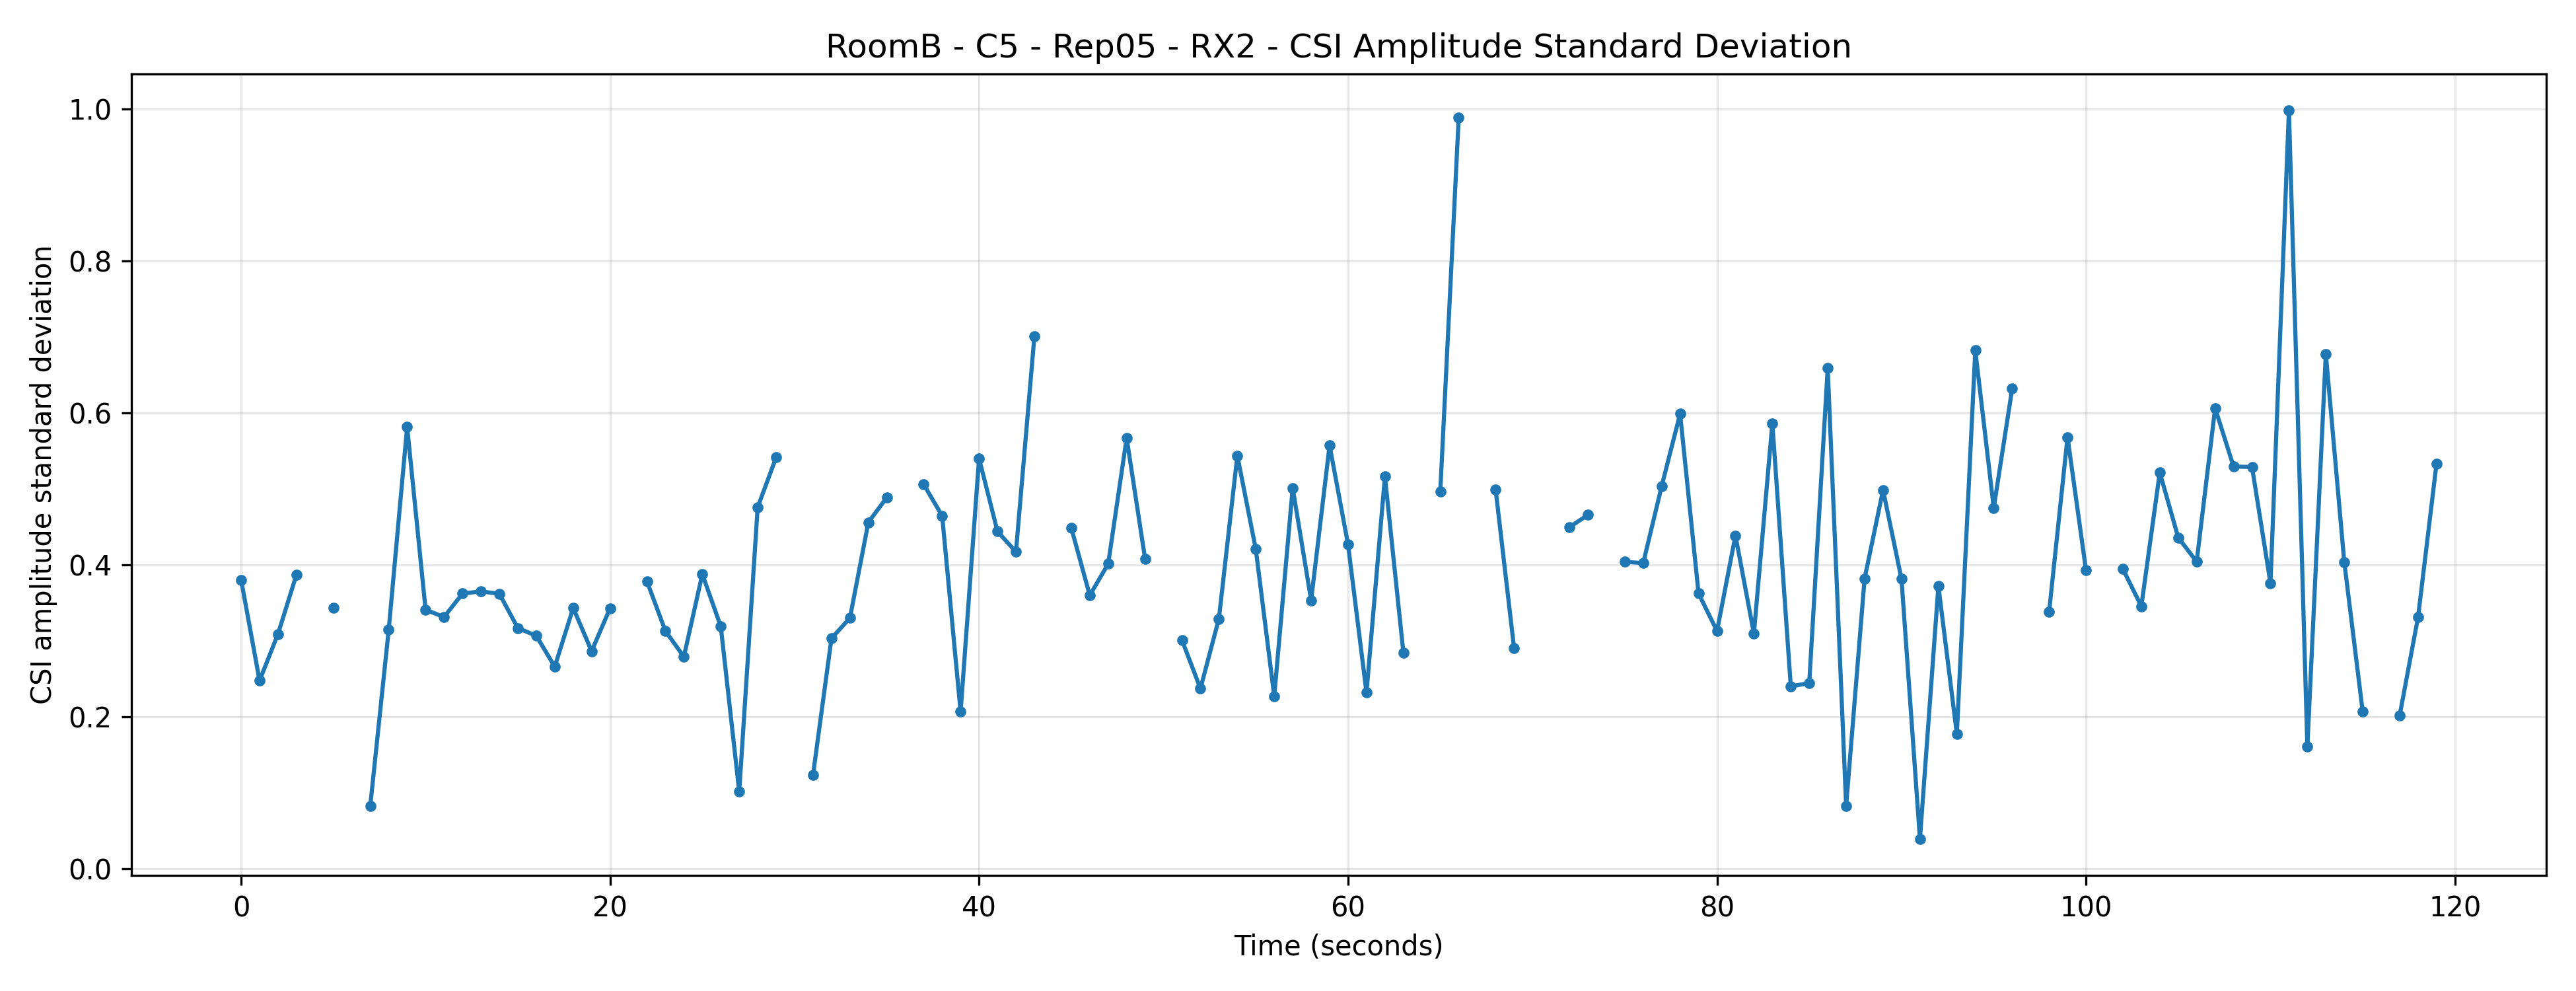 RoomB - C5 - Rep05 - RX2 - CSI Amplitude Standard Deviation
CSI amplitude standard deviation
1.0
0.8
0.6
0.4
0.2
0.0
0 20 40 60 80 100 120
Time (seconds)